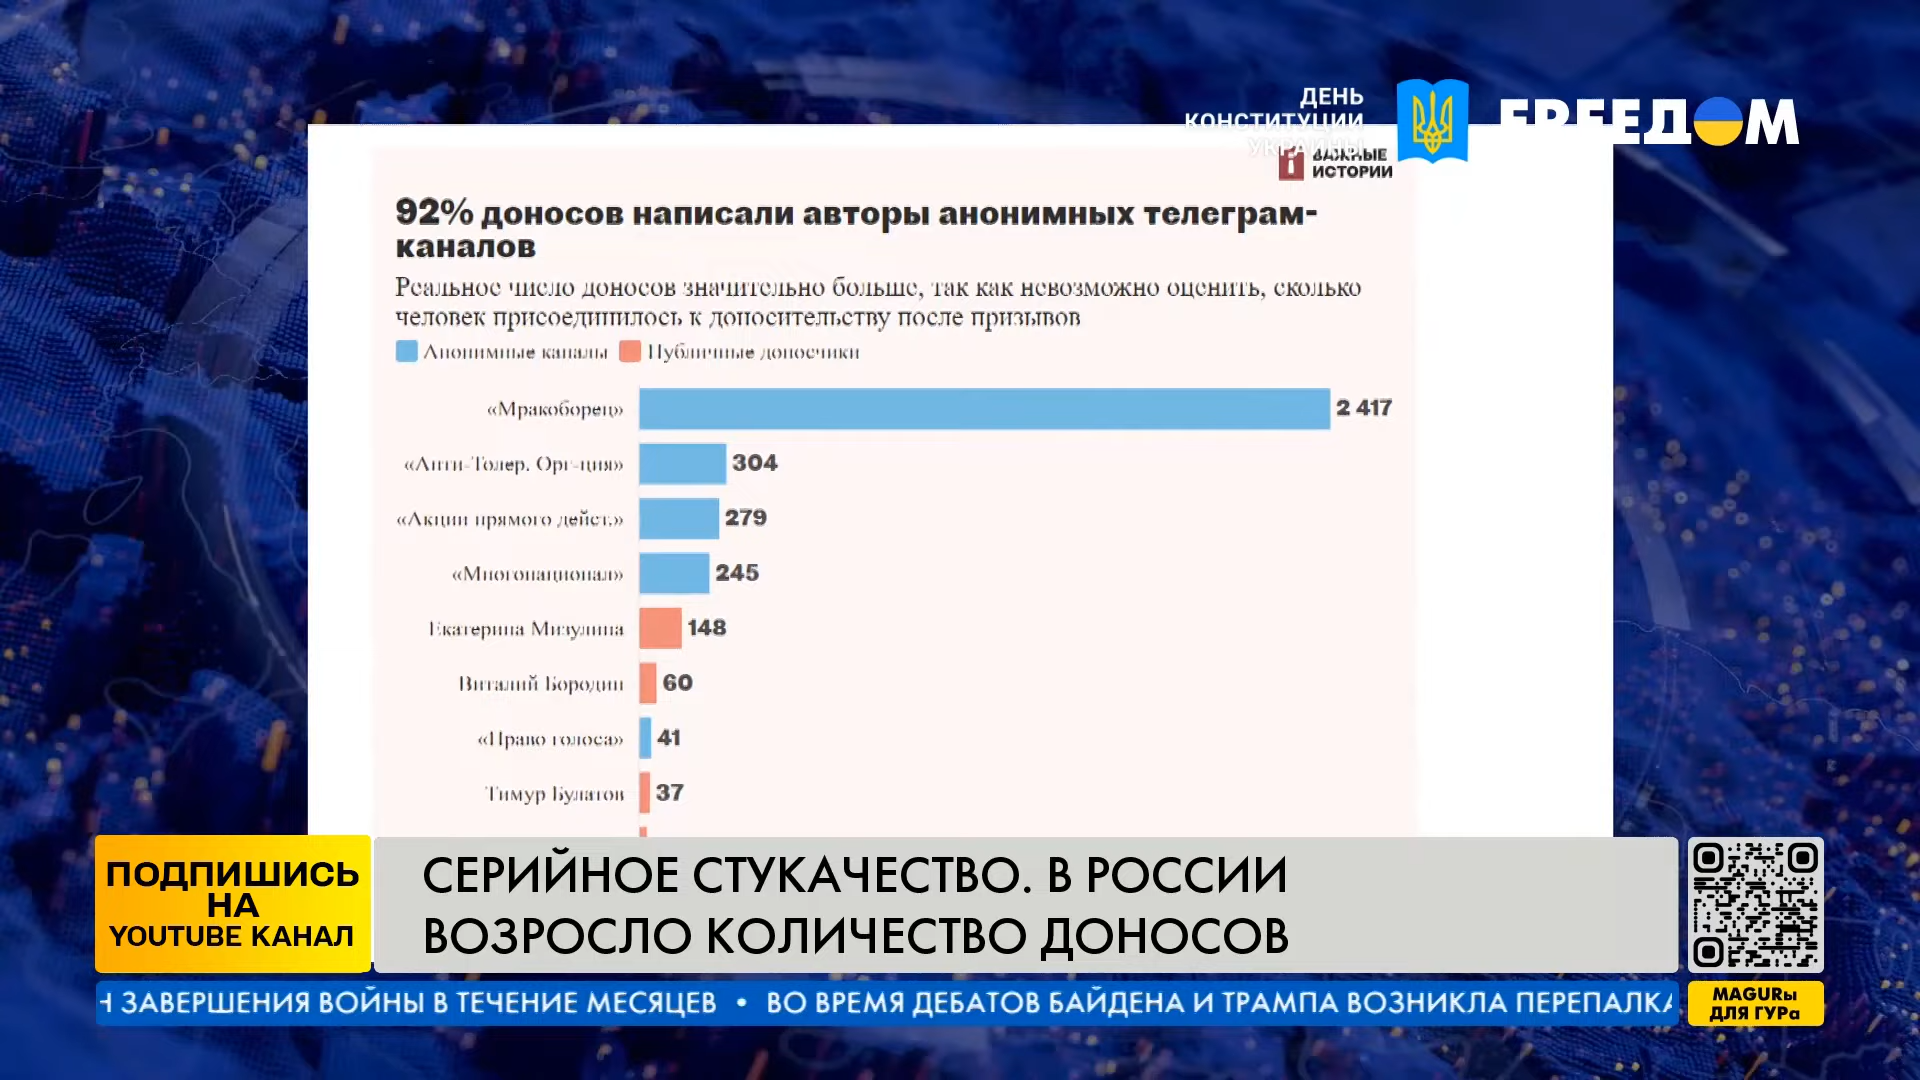 ДЕНЬ
КОНСТИТУЦИИ
УКРАИНЫ
FREEДOM
ВАЖНЫЕ
ИСТОРИИ
92% доносов написали авторы анонимных телеграм-
каналов
Реальное число доносов значительно больше, так как невозможно оценить, сколько
человек присоединилось к доносительству после призывов
Анонимные каналы Публичные доносчики
«Мракоборец» 2 417
«Анти-Толер. Орг-ция» 304
«Акции прямого дейст.» 279
«Многонационал» 245
Екатерина Мизулина 148
Виталий Бородин 60
«Право голоса» 41
Тимур Булатов 37
ПОДПИШИСЬ
НА
YOUTUBE КАНАЛ
СЕРИЙНОЕ СТУКАЧЕСТВО. В РОССИИ
ВОЗРОСЛО КОЛИЧЕСТВО ДОНОСОВ
ЗАВЕРШЕНИЯ ВОЙНЫ В ТЕЧЕНИЕ МЕСЯЦЕВ • ВО ВРЕМЯ ДЕБАТОВ БАЙДЕНА И ТРАМПА ВОЗНИКЛА ПЕРЕПАЛКА
MAGURы
ДЛЯ ГУРа